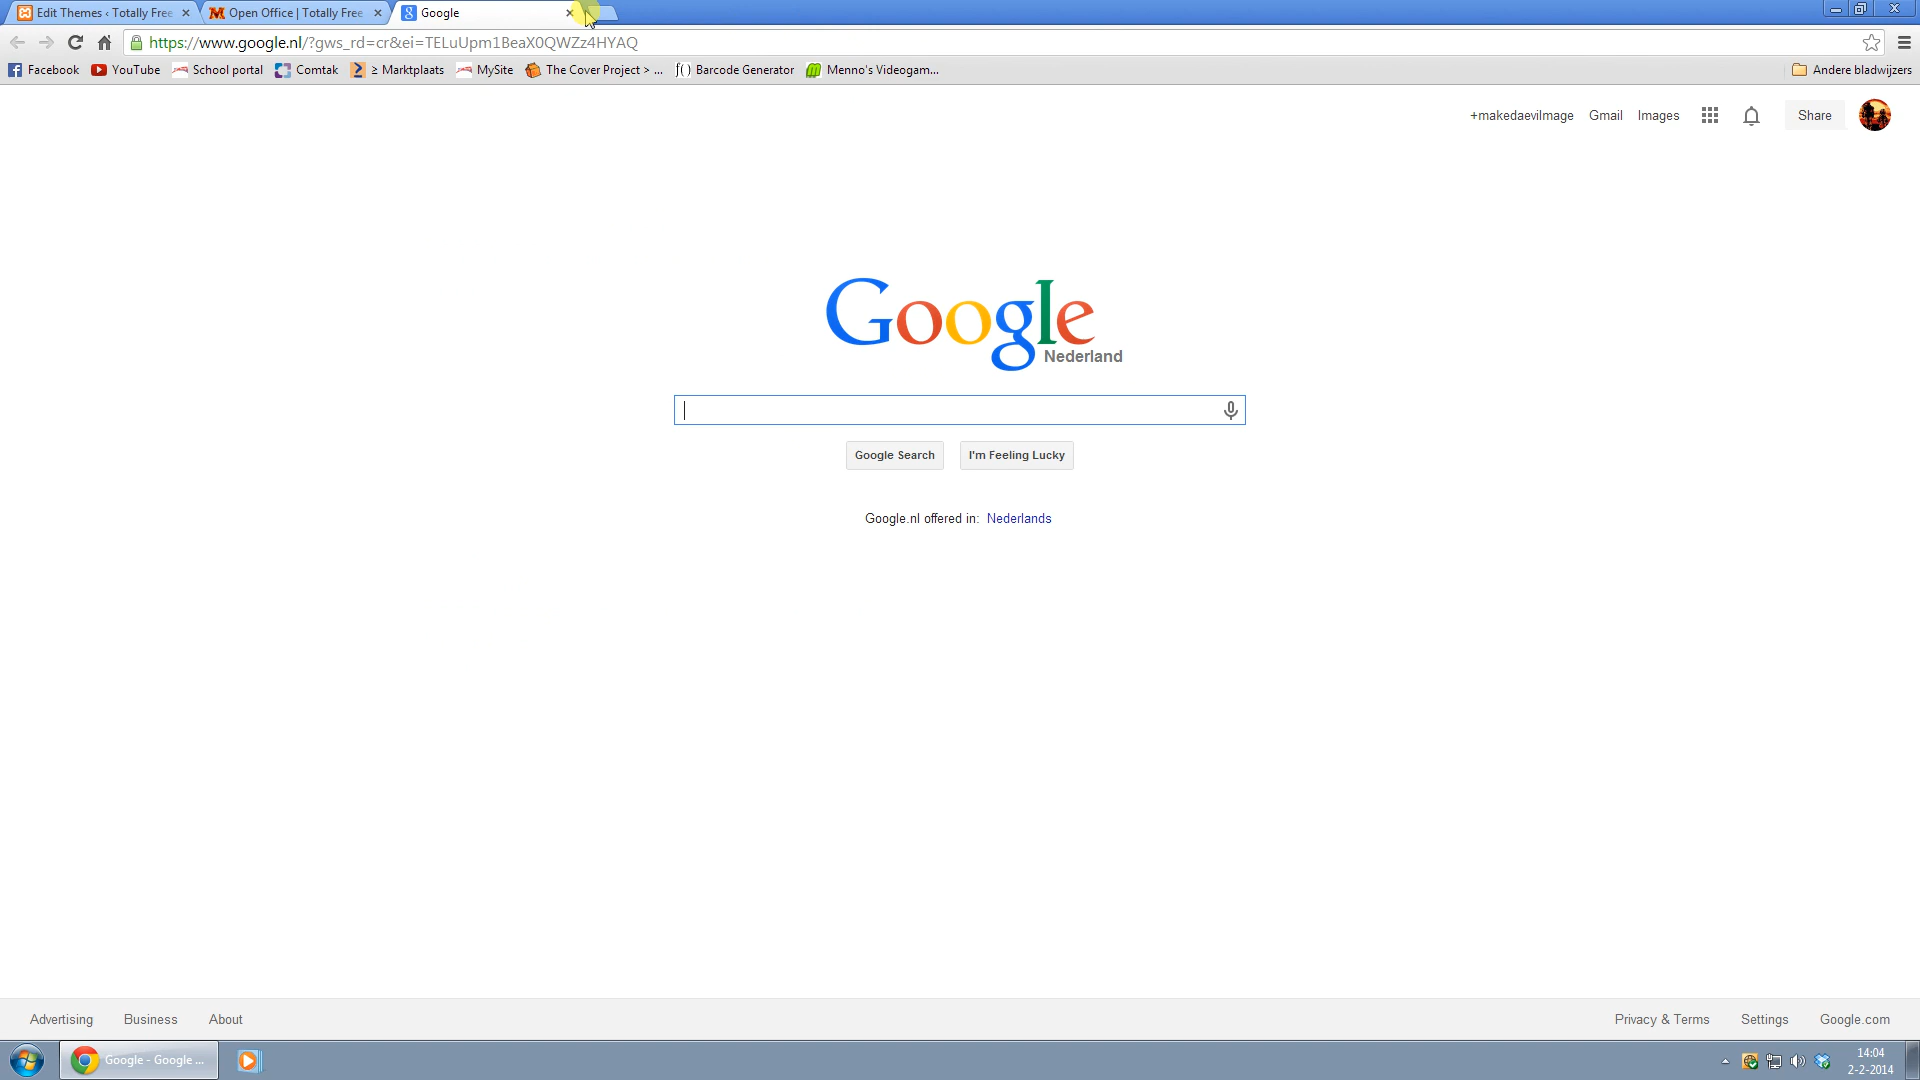 Edit Themes ‹ Totally Free
Open Office | Totally Free
Google
https://www.google.nl/?gws_rd=cr&ei=TELuUpm1BeaX0QWZz4HYAQ
Facebook
YouTube
School portal
Comtak
≥ Marktplaats
MySite
The Cover Project > ...
f() Barcode Generator
Menno's Videogam...
Andere bladwijzers
+makedaevilmage
Gmail
Images
Share
Google
Nederland
Google Search
I'm Feeling Lucky
Google.nl offered in: Nederlands
Advertising
Business
About
Privacy & Terms
Settings
Google.com
Google - Google ...
14:04
2-2-2014